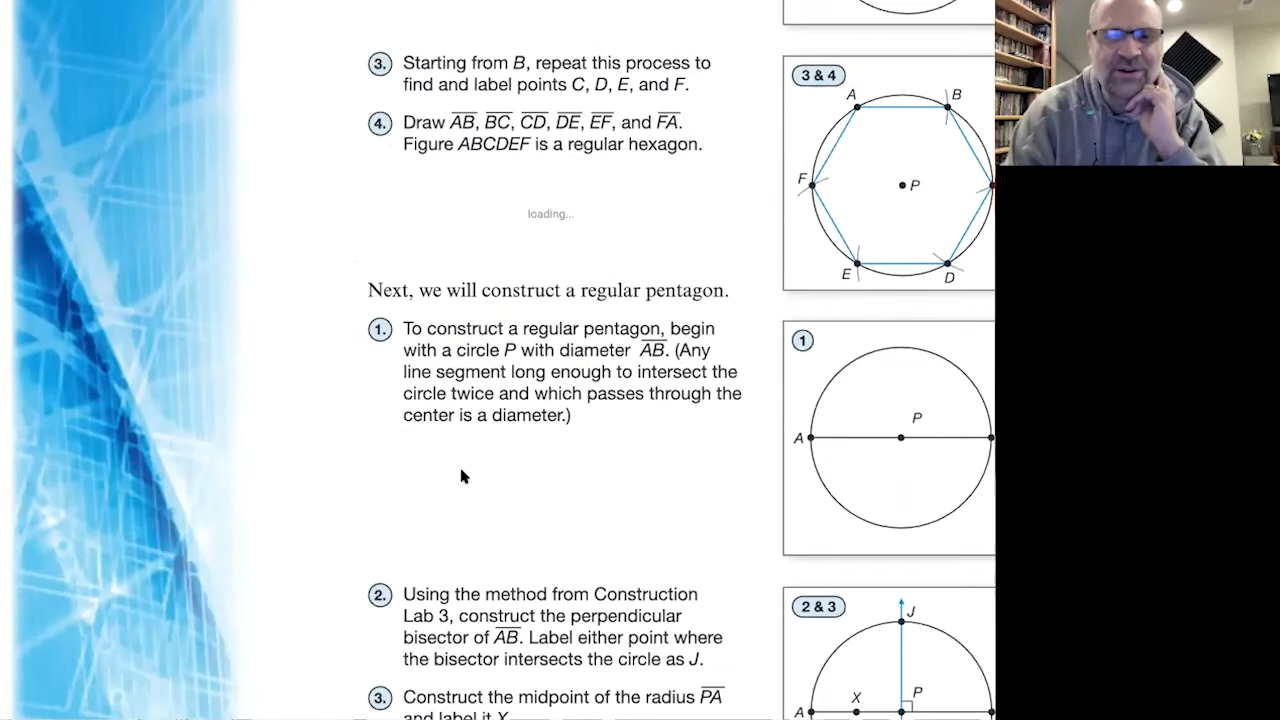 3. Starting from B, repeat this process to
find and label points C, D, E, and F.
4. Draw AB, BC, CD, DE, EF, and FA.
Figure ABCDEF is a regular hexagon.
loading...
3 & 4
A
B
F
P
E
D
Next, we will construct a regular pentagon.
1. To construct a regular pentagon, begin
with a circle P with diameter AB. (Any
line segment long enough to intersect the
circle twice and which passes through the
center is a diameter.)
1
P
A
2. Using the method from Construction
Lab 3, construct the perpendicular
bisector of AB. Label either point where
the bisector intersects the circle as J.
3. Construct the midpoint of the radius PA
and label it X.
2 & 3
J
X
P
A